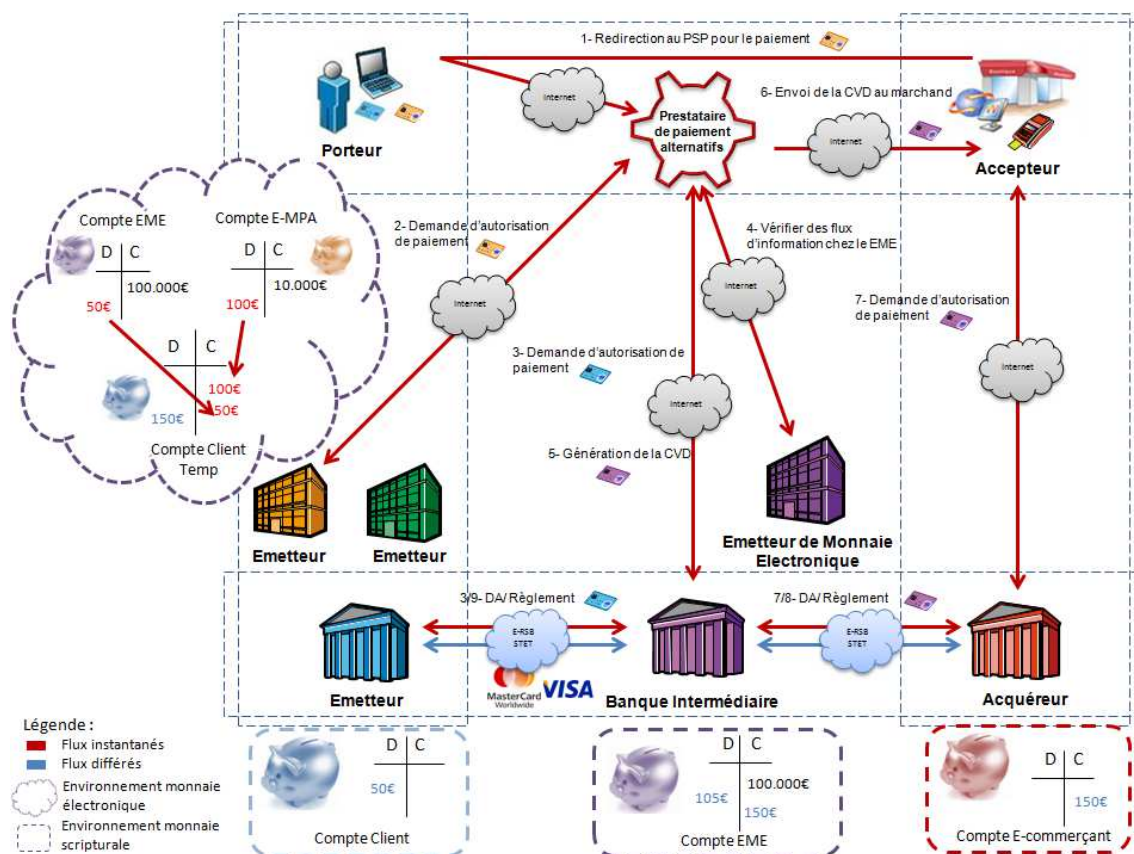 1- Redirection au PSP pour le paiement
Internet
Prestataire
de paiement
alternatifs
6- Envoi de la CVD au marchand
Internet
Boutique
Porteur
Accepteur
Compte EME
D C
100.000€
50€
Compte E-MPA
D C
10.000€
100€
D C
100€
50€
150€
Compte Client
Temp
2- Demande d'autorisation
de paiement
Internet
4- Vérifier des flux
d'information chez le EME
Internet
7- Demande d'autorisation
de paiement
Internet
3- Demande d'autorisation de
paiement
Internet
5- Génération de la CVD
Emetteur
Emetteur
Emetteur de Monnaie
Electronique
3/9- DA/ Règlement
E-RSB
STET
7/8- DA/ Règlement
E-RSB
STET
Emetteur
MasterCard
Worldwide
VISA
Banque Intermédiaire
Acquéreur
Légende :
Flux instantanés
Flux différés
Environnement monnaie
électronique
Environnement monnaie
scripturale
D C
50€
Compte Client
D C
100.000€
105€
150€
Compte EME
D C
150€
Compte E-commerçant